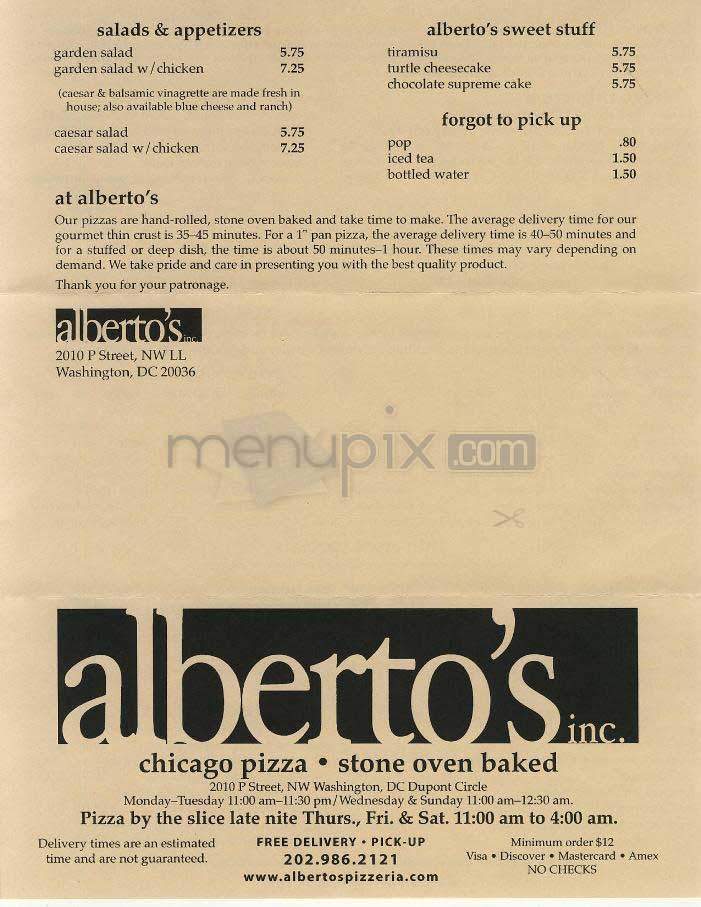 salads & appetizers
garden salad 5.75
garden salad w/chicken 7.25
(caesar & balsamic vinagrette are made fresh in
house; also available blue cheese and ranch)
caesar salad 5.75
caesar salad w/chicken 7.25
alberto's sweet stuff
tiramisu 5.75
turtle cheesecake 5.75
chocolate supreme cake 5.75
forgot to pick up
pop .80
iced tea 1.50
bottled water 1.50
at alberto's
Our pizzas are hand-rolled, stone oven baked and take time to make. The average delivery time for our
gourmet thin crust is 35–45 minutes. For a 1" pan pizza, the average delivery time is 40–50 minutes and
for a stuffed or deep dish, the time is about 50 minutes–1 hour. These times may vary depending on
demand. We take pride and care in presenting you with the best quality product.
Thank you for your patronage.
alberto's inc.
2010 P Street, NW LL
Washington, DC 20036
menupix.com
alberto's inc.
chicago pizza • stone oven baked
2010 P Street, NW Washington, DC Dupont Circle
Monday–Tuesday 11:00 am–11:30 pm/Wednesday & Sunday 11:00 am–12:30 am.
Pizza by the slice late nite Thurs., Fri. & Sat. 11:00 am to 4:00 am.
Delivery times are an estimated
time and are not guaranteed.
FREE DELIVERY • PICK-UP
202.986.2121
www.albertospizzeria.com
Minimum order $12
Visa • Discover • Mastercard • Amex
NO CHECKS